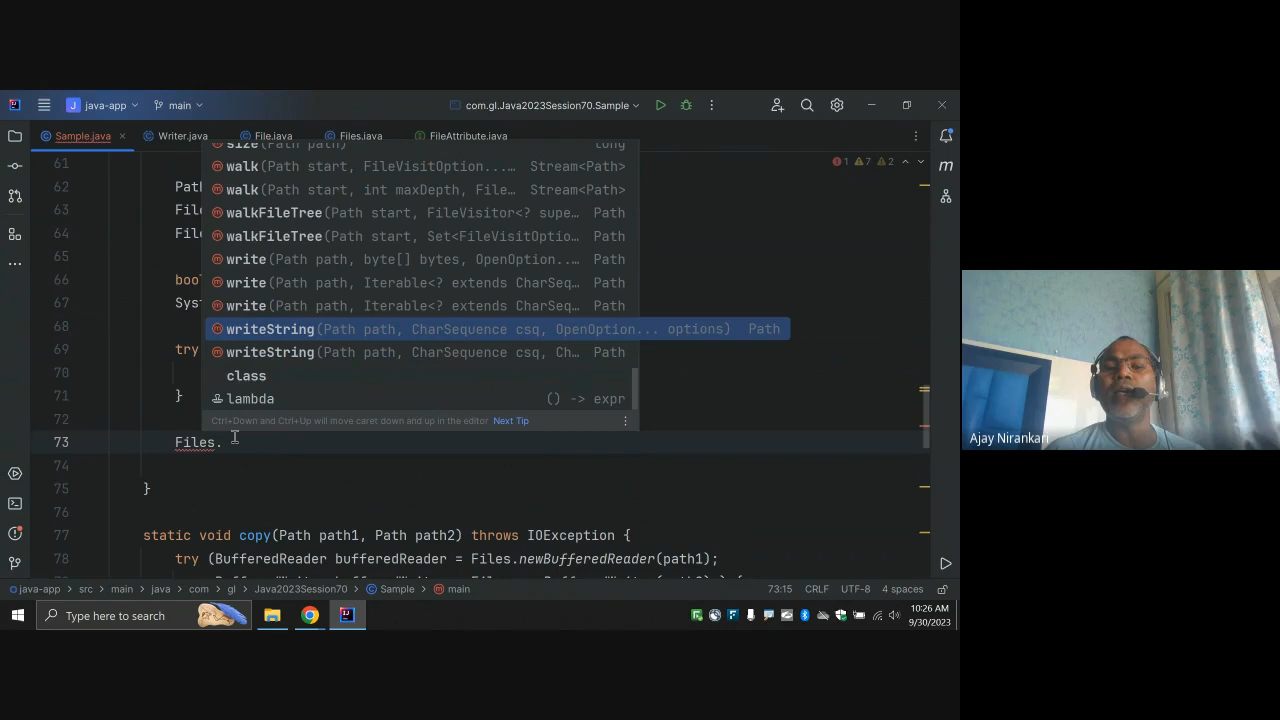 java-app
main
com.gl.Java2023Session70.Sample
Sample.java
Writer.java
File.java
Files.java
FileAttribute.java
1 7 2
61
62 Path
63 File
64 File
65
66 bool
67 Syst
68
69 try
70
71 }
72
73 Files.
74
75 }
76
77 static void copy(Path path1, Path path2) throws IOException {
78 try (BufferedReader bufferedReader = Files.newBufferedReader(path1);
size(Path path) long
walk(Path start, FileVisitOption... Stream<Path>
walk(Path start, int maxDepth, File... Stream<Path>
walkFileTree(Path start, FileVisitor<? supe... Path
walkFileTree(Path start, Set<FileVisitOptio... Path
write(Path path, byte[] bytes, OpenOption... Path
write(Path path, Iterable<? extends CharSeq... Path
write(Path path, Iterable<? extends CharSeq... Path
writeString(Path path, CharSequence csq, OpenOption... options) Path
writeString(Path path, CharSequence csq, Ch... Path
class
lambda () -> expr
Ctrl+Down and Ctrl+Up will move caret down and up in the editor Next Tip
java-app > src > main > java > com > gl > Java2023Session70 > Sample > main
73:15 CRLF UTF-8 4 spaces
Type here to search
10:26 AM
9/30/2023
Ajay Nirankari